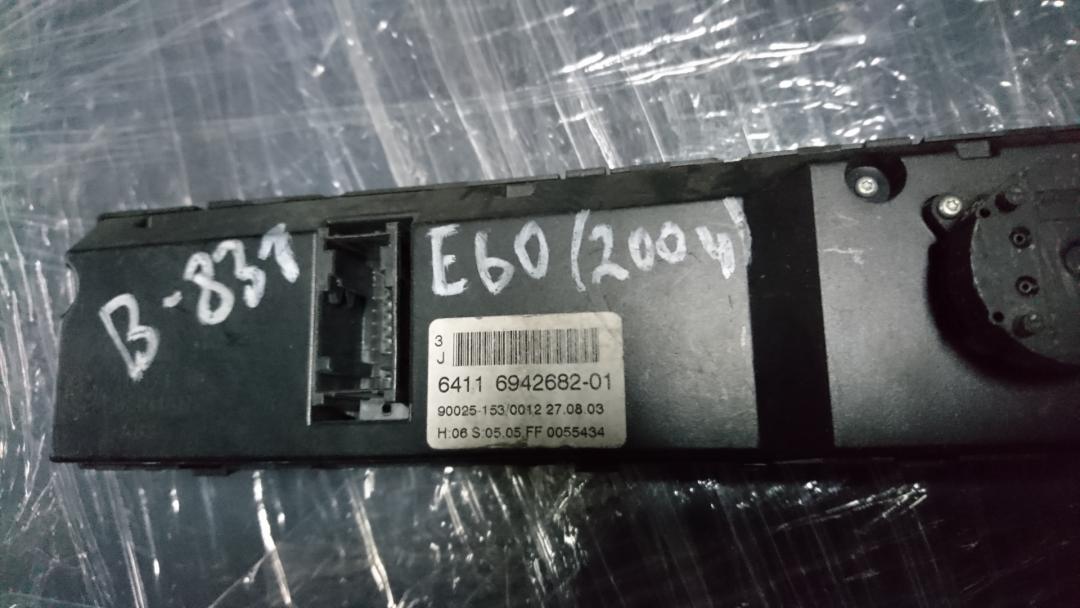 B-831
E60 (2004)
3
J
6411 6942682-01
90025-153/0012 27.08.03
H:06 S:05.05 FF 0055434